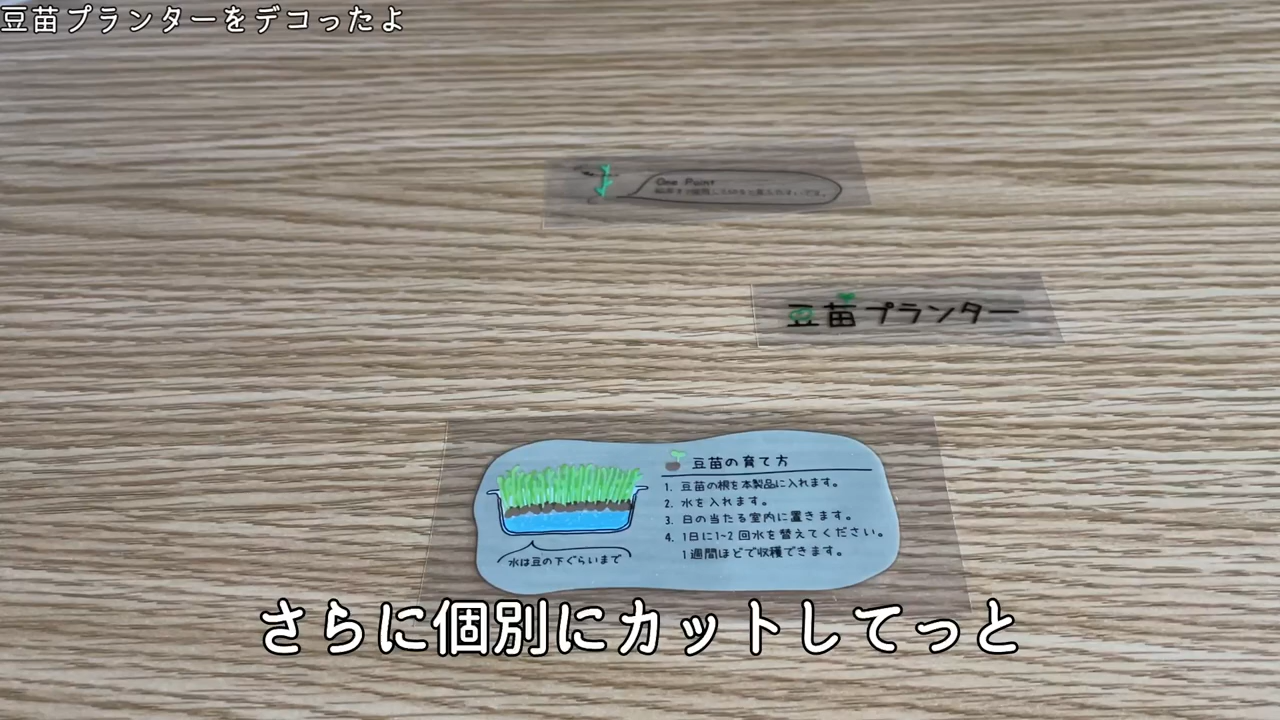 豆苗プランターをデコったよ
One Point
豆苗プランター
豆苗の育て方
1. 豆苗の根を本製品に入れます。
2. 水を入れます。
3. 日の当たる室内に置きます。
4. 1日に1~2回水を替えてください。
1週間ほどで収穫できます。
水は豆の下ぐらいまで
さらに個別にカットしてっと